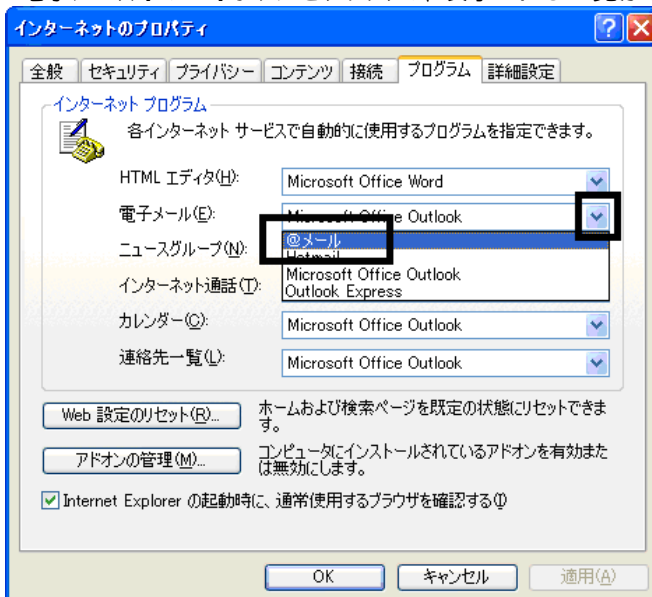 インターネットのプロパティ
全般 セキュリティ プライバシー コンテンツ 接続 プログラム 詳細設定
インターネット プログラム
各インターネット サービスで自動的に使用するプログラムを指定できます。
HTML エディタ(H): Microsoft Office Word
電子メール(E): Microsoft Office Outlook
@メール
ニュースグループ(N): Hotmail
Microsoft Office Outlook
インターネット通話(T): Outlook Express
カレンダー(C): Microsoft Office Outlook
連絡先一覧(L): Microsoft Office Outlook
Web 設定のリセット(R)... ホームおよび検索ページを既定の状態にリセットできま
す。
アドオンの管理(M)... コンピュータにインストールされているアドオンを有効また
は無効にします。
Internet Explorer の起動時に、通常使用するブラウザを確認する(I)
OK キャンセル 適用(A)